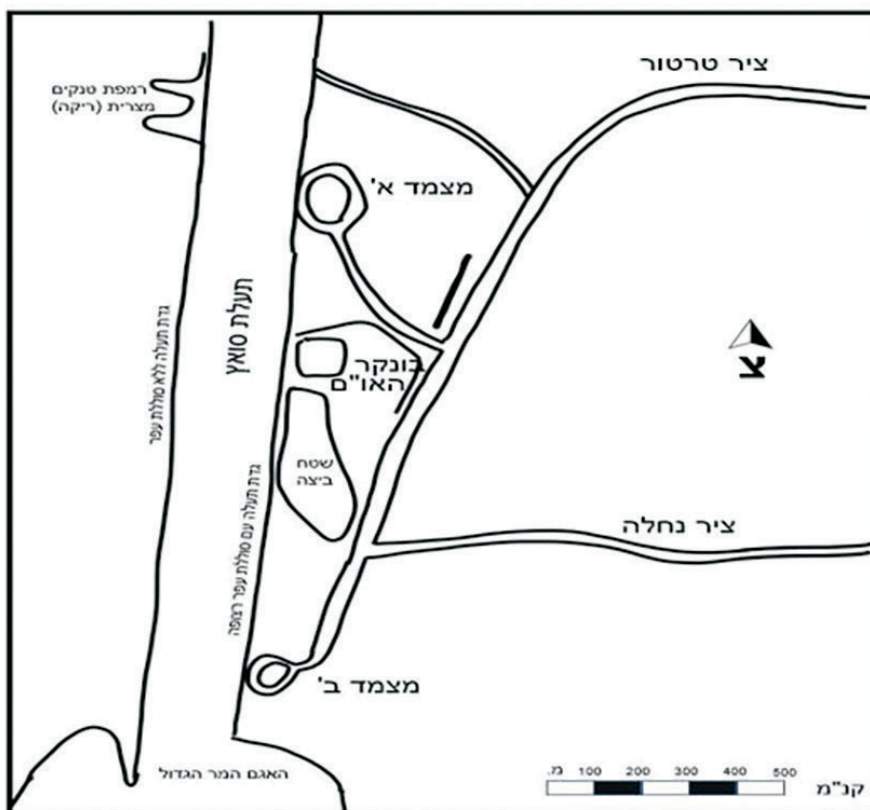 ציר טרטור
רמפת טנקים
מצרית (ריקה)
מצמד א'
תעלת סואץ
גדת תעלה ללא סוללת עפר
בונקר
האו"ם
צ
שטח
ביצה
גדת תעלה עם סוללת עפר רצופה
ציר נחלה
מצמד ב'
האגם המר הגדול
מ. 100 200 300 400 500
קנ"מ